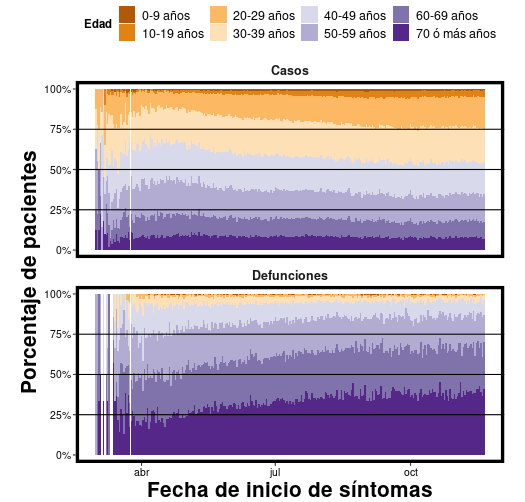 Edad
0-9 años 20-29 años 40-49 años 60-69 años
10-19 años 30-39 años 50-59 años 70 ó más años
Casos
100%
75%
50%
25%
0%
Defunciones
100%
75%
50%
25%
0%
abr jul oct
Porcentaje de pacientes
Fecha de inicio de síntomas